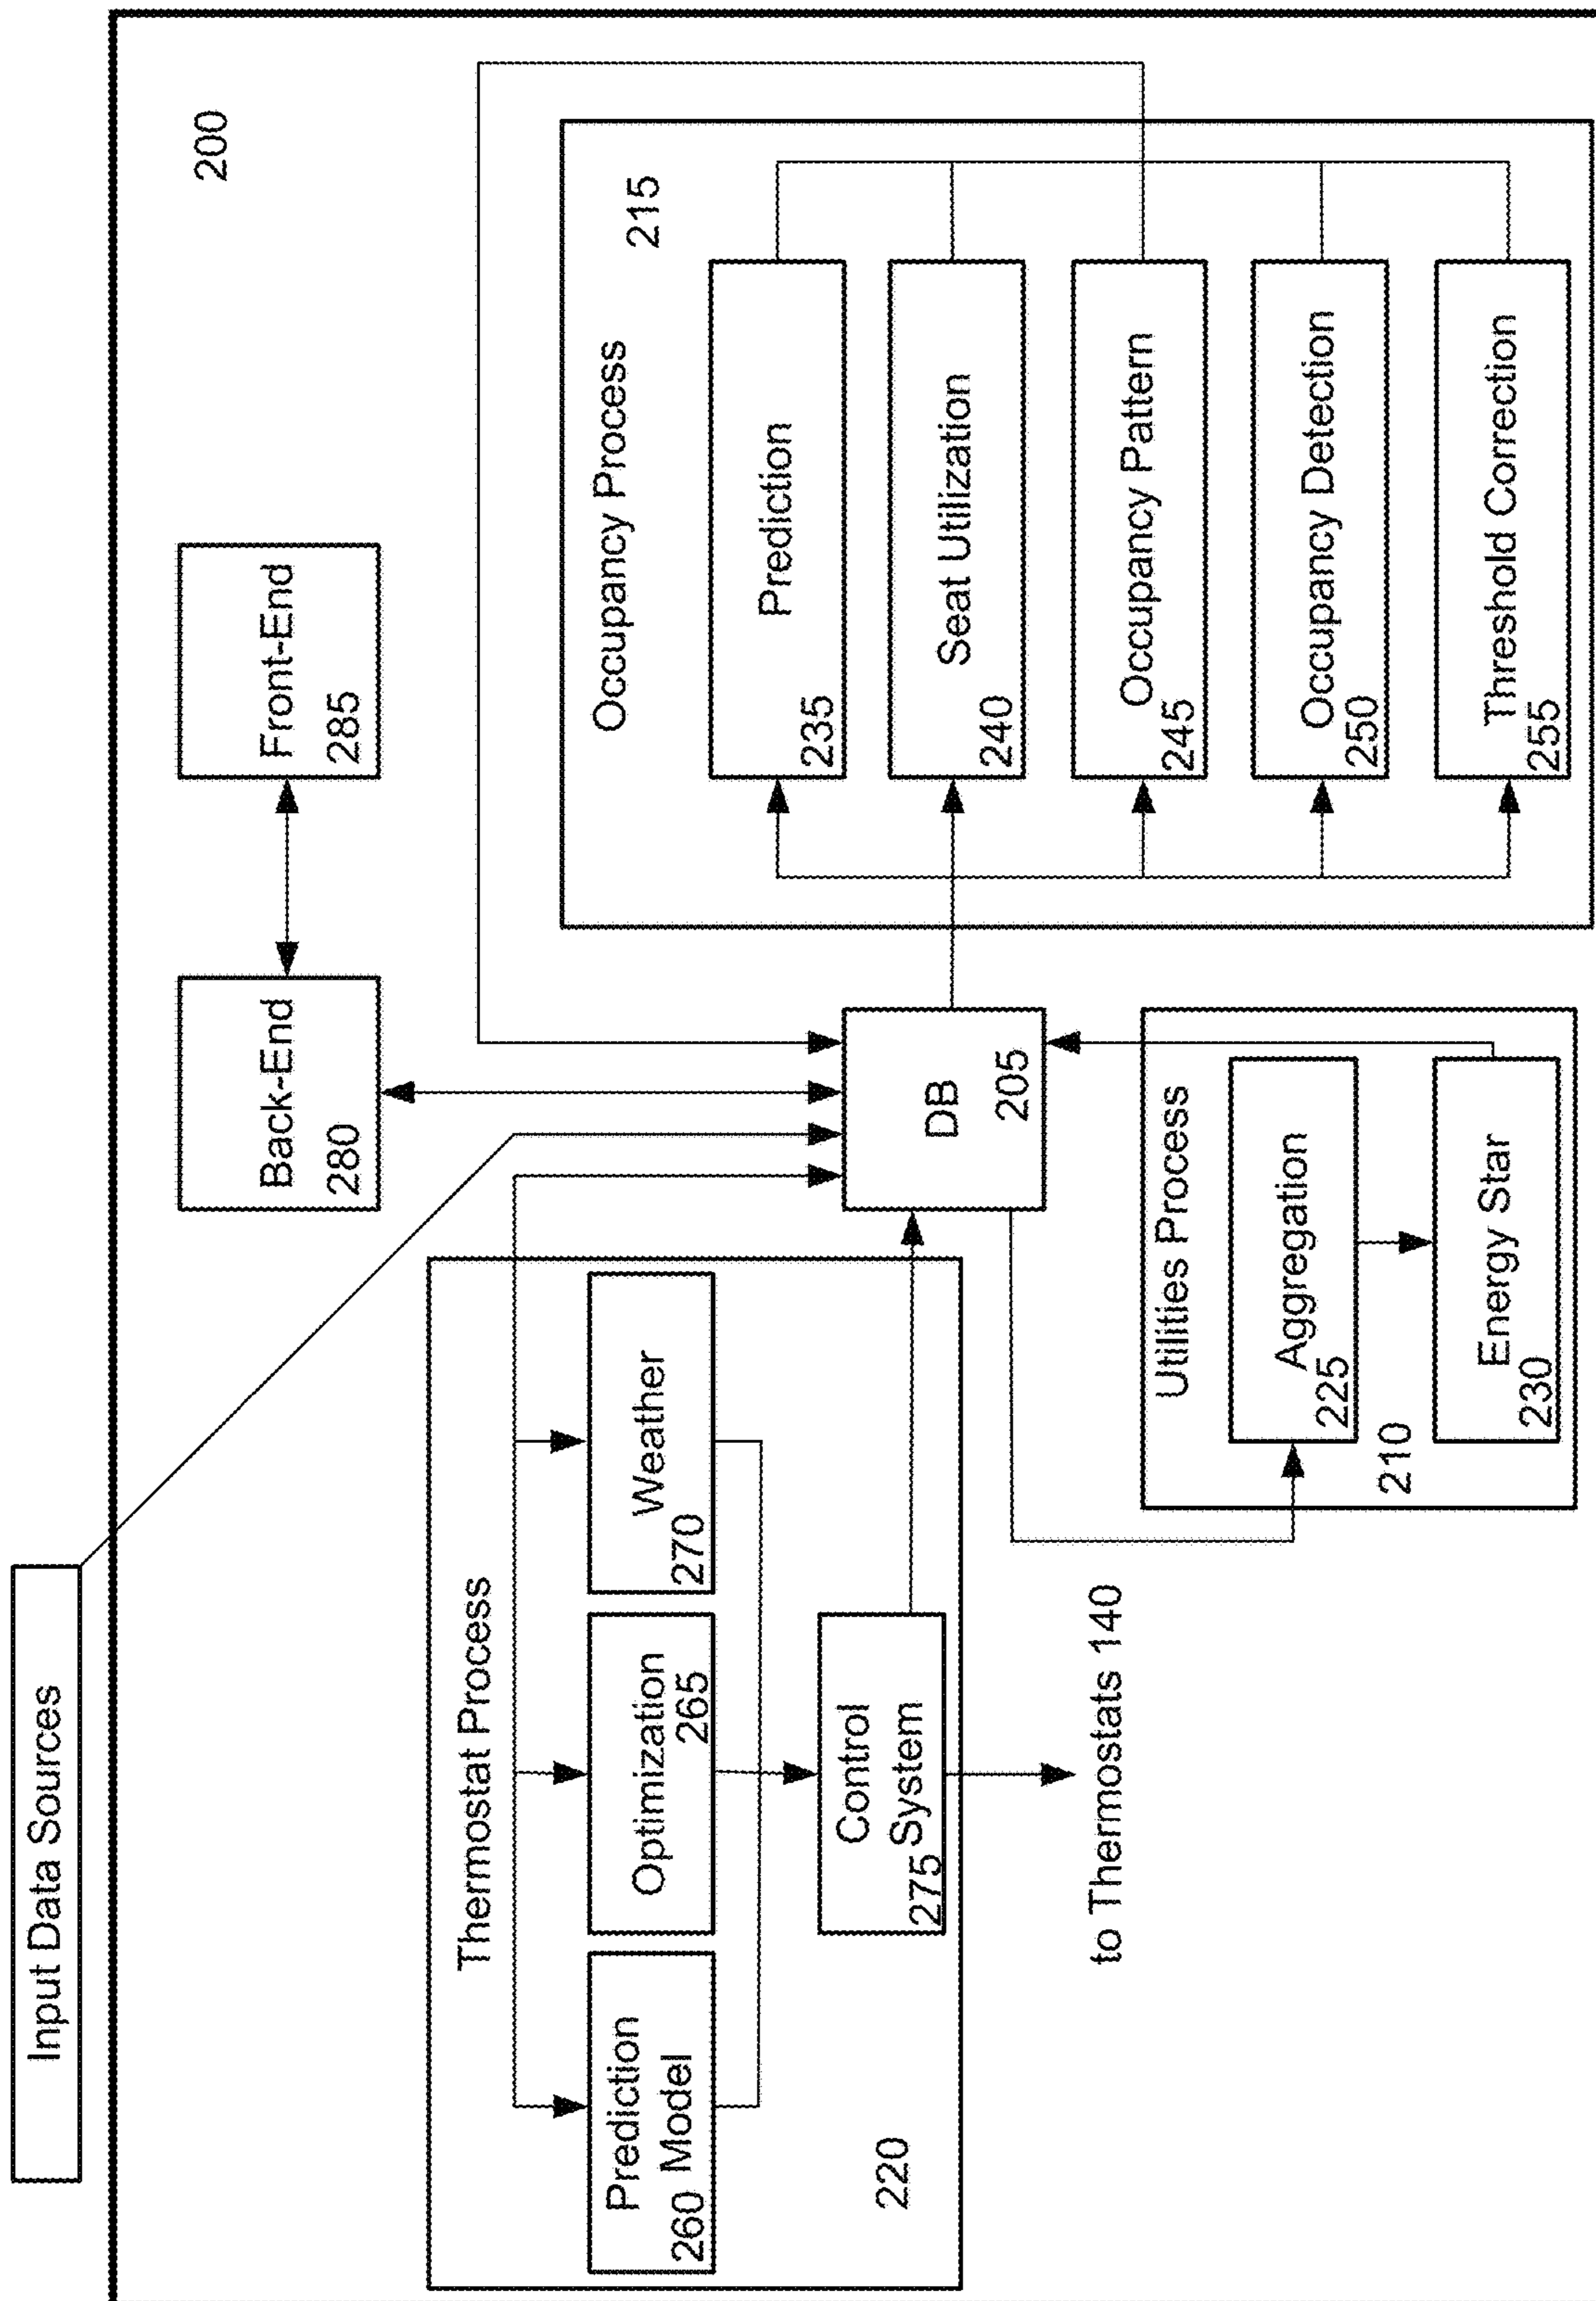 Input Data Sources
200
Back-End
280
Front-End
285
Thermostat Process
Prediction
Model
260
Optimization
265
Weather
270
Control
System
275
220
to Thermostats 140
DB
205
Utilities Process
Aggregation
225
210
Energy Star
230
Occupancy Process
215
Prediction
235
Seat Utilization
240
Occupancy Pattern
245
Occupancy Detection
250
Threshold Correction
255